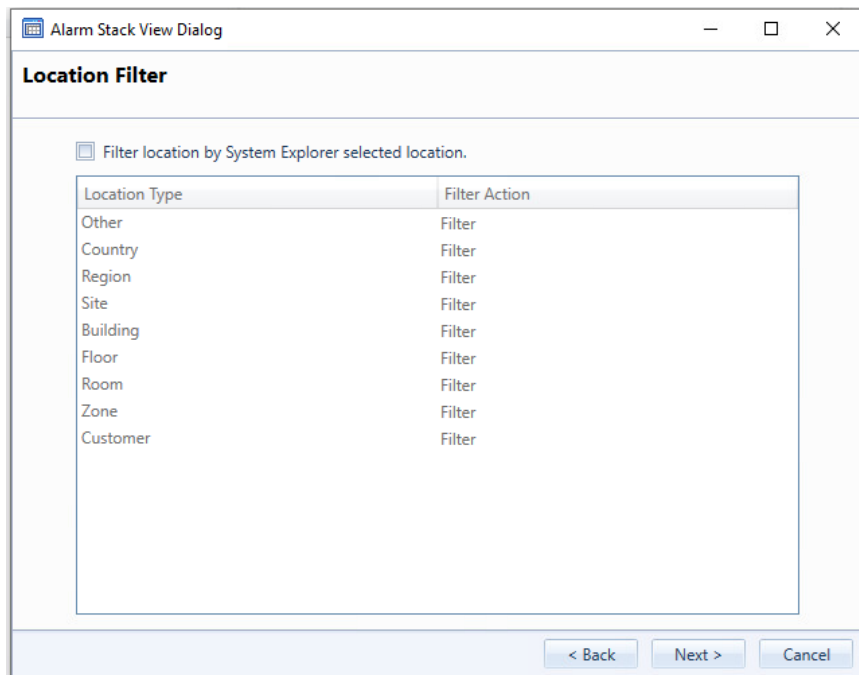 Alarm Stack View Dialog
Location Filter
Filter location by System Explorer selected location.
Location Type Filter Action
Other Filter
Country Filter
Region Filter
Site Filter
Building Filter
Floor Filter
Room Filter
Zone Filter
Customer Filter
< Back Next > Cancel